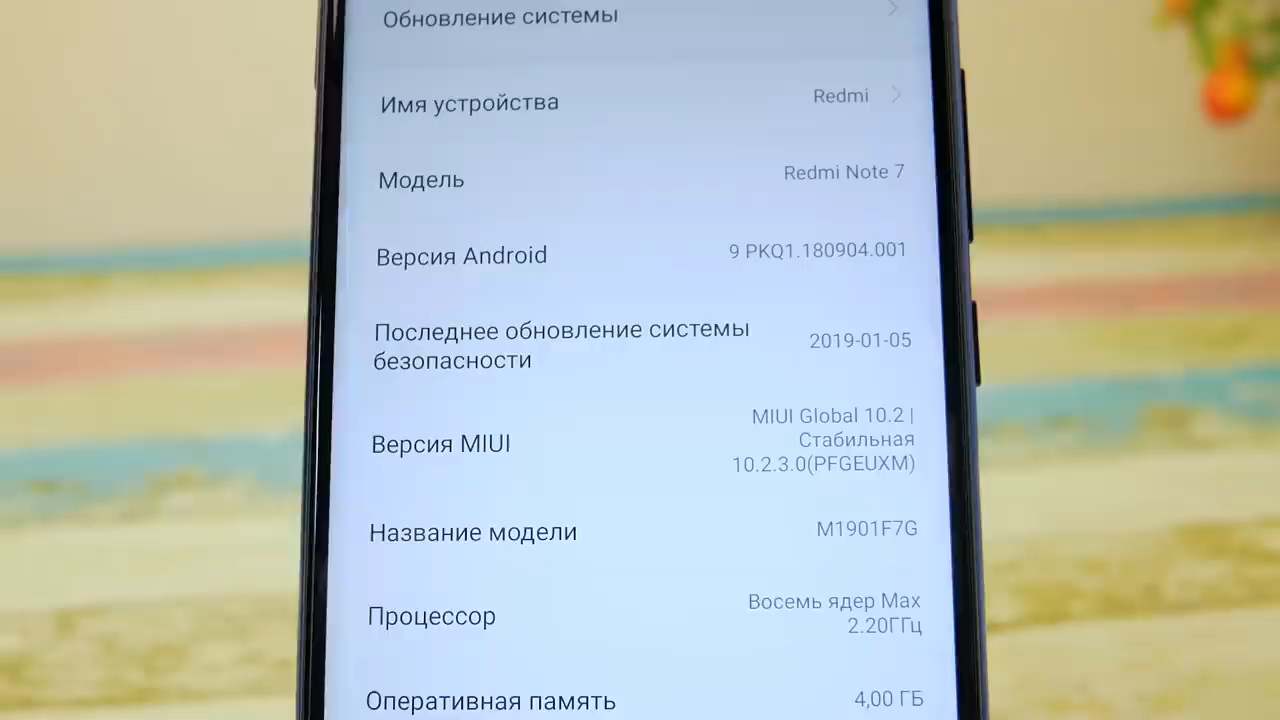 Обновление системы
Имя устройства Redmi
Модель Redmi Note 7
Версия Android 9 PKQ1.180904.001
Последнее обновление системы
безопасности 2019-01-05
Версия MIUI MIUI Global 10.2 |
Стабильная
10.2.3.0(PFGEUXM)
Название модели M1901F7G
Процессор Восемь ядер Max
2.20ГГц
Оперативная память 4,00 ГБ